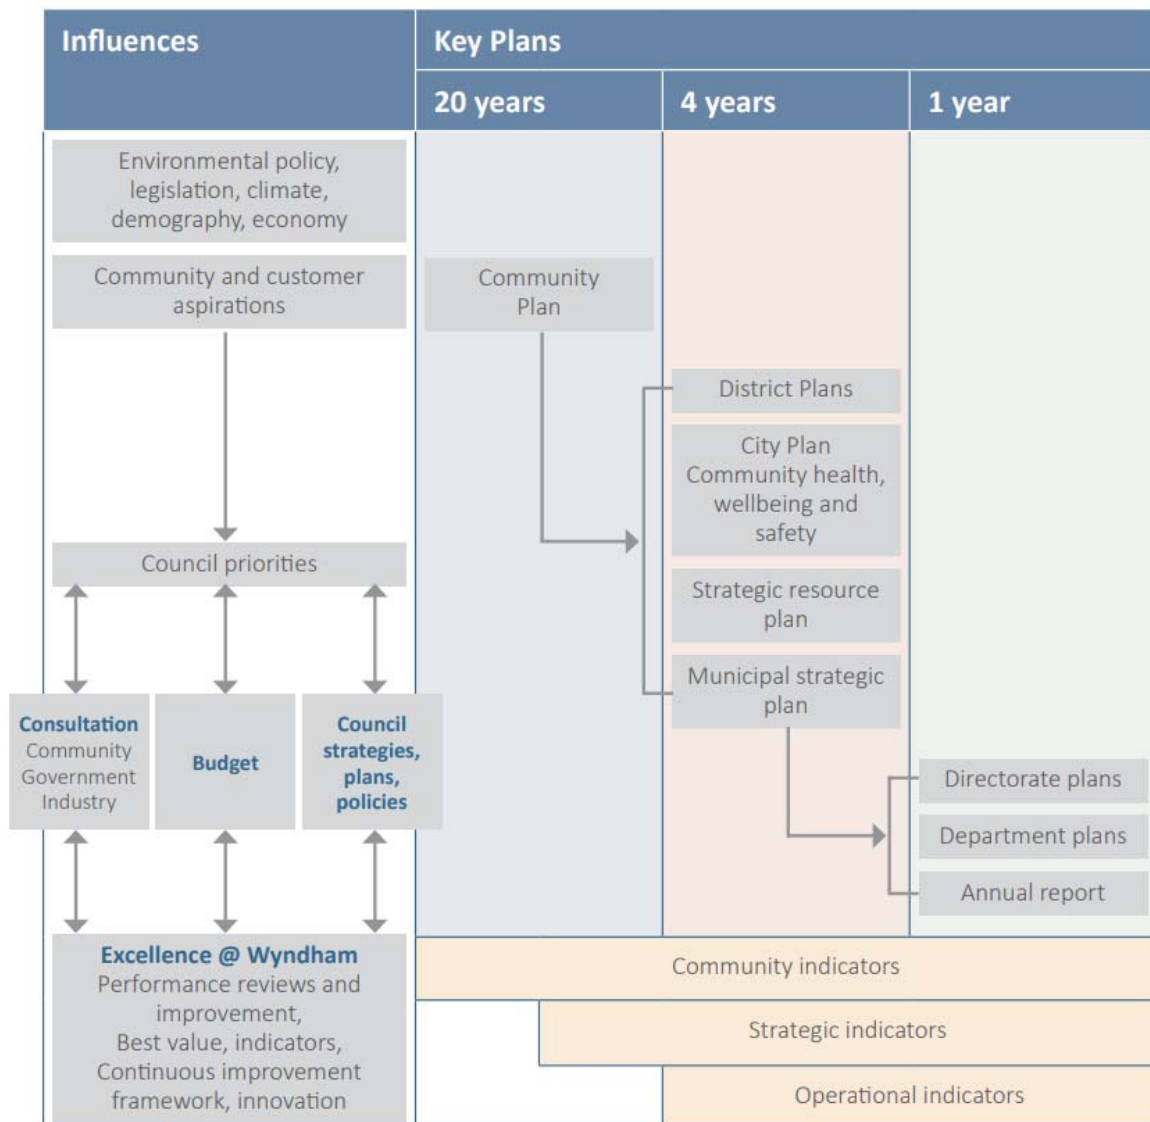 Influences
Key Plans
20 years
4 years
1 year
Environmental policy,
legislation, climate,
demography, economy
Community and customer
aspirations
Council priorities
Consultation
Community
Government
Industry
Budget
Council
strategies,
plans,
policies
Excellence @ Wyndham
Performance reviews and
improvement,
Best value, indicators,
Continuous improvement
framework, innovation
Community
Plan
District Plans
City Plan
Community health,
wellbeing and
safety
Strategic resource
plan
Municipal strategic
plan
Directorate plans
Department plans
Annual report
Community indicators
Strategic indicators
Operational indicators